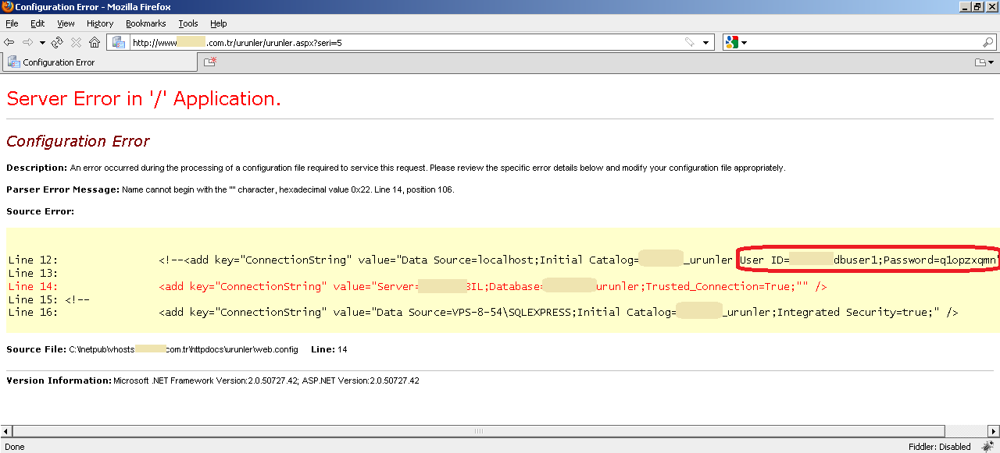 Configuration Error - Mozilla Firefox
File Edit View History Bookmarks Tools Help
http://www .com.tr/urunler/urunler.aspx?seri=5
Configuration Error
Server Error in '/' Application.
Configuration Error
Description: An error occurred during the processing of a configuration file required to service this request. Please review the specific error details below and modify your configuration file appropriately.
Parser Error Message: Name cannot begin with the '"' character, hexadecimal value 0x22. Line 14, position 106.
Source Error:
Line 12: <!--<add key="ConnectionString" value="Data Source=localhost;Initial Catalog= _urunler User ID= dbuser1;Password=q1opzxqmn"
Line 13:
Line 14: <add key="ConnectionString" value="Server= BIL;Database= urunler;Trusted_Connection=True;"" />
Line 15: <!--
Line 16: <add key="ConnectionString" value="Data Source=VPS-8-54\SQLEXPRESS;Initial Catalog= _urunler;Integrated Security=true;" />
Source File: C:\Inetpub\vhosts com.tr\httpdocs\urunler\web.config Line: 14
Version Information: Microsoft .NET Framework Version:2.0.50727.42; ASP.NET Version:2.0.50727.42
Done Fiddler: Disabled